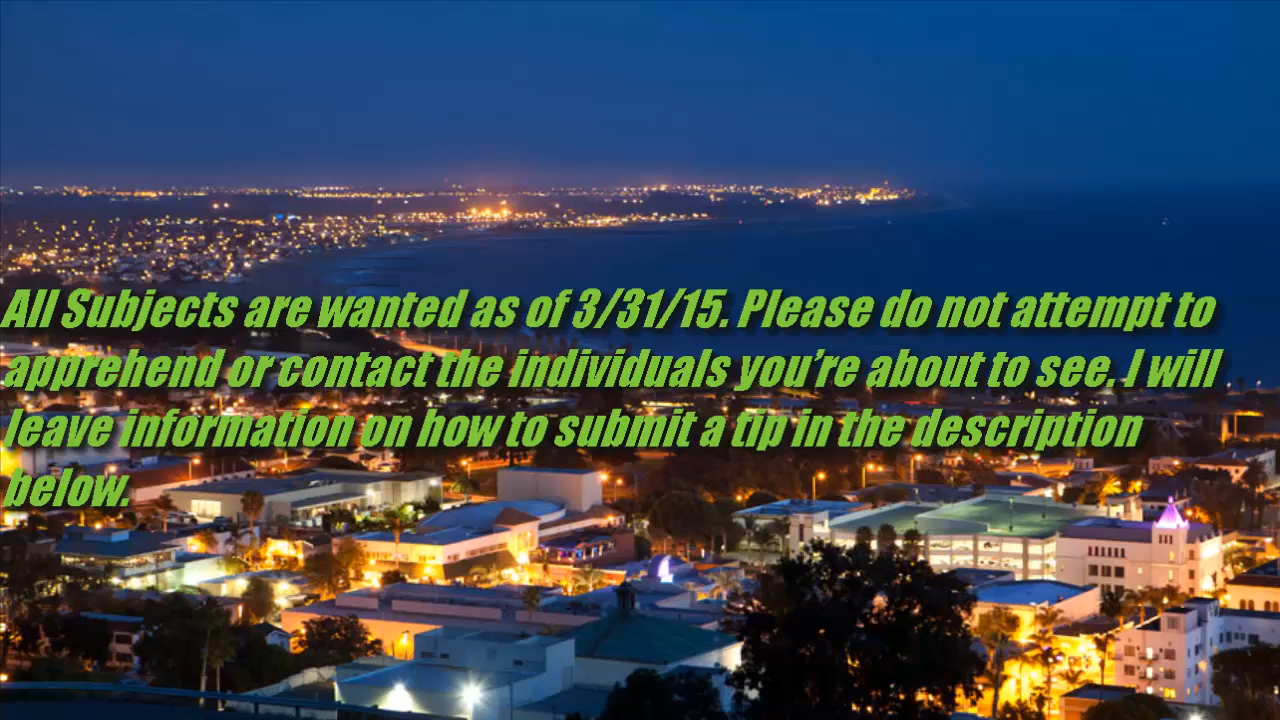 All Subjects are wanted as of 3/31/15. Please do not attempt to
apprehend or contact the individuals you’re about to see. I will
leave information on how to submit a tip in the description
below.